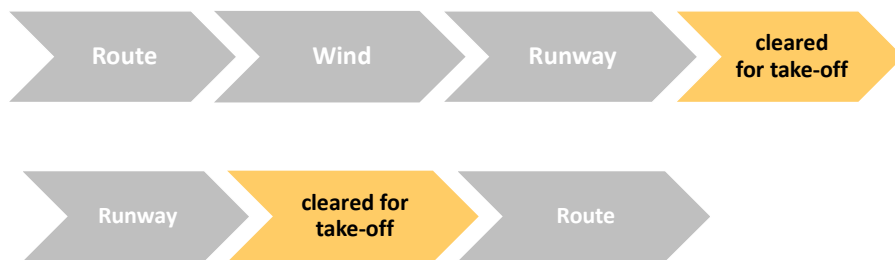 Route
Wind
Runway
cleared
for take-off
Runway
cleared for
take-off
Route